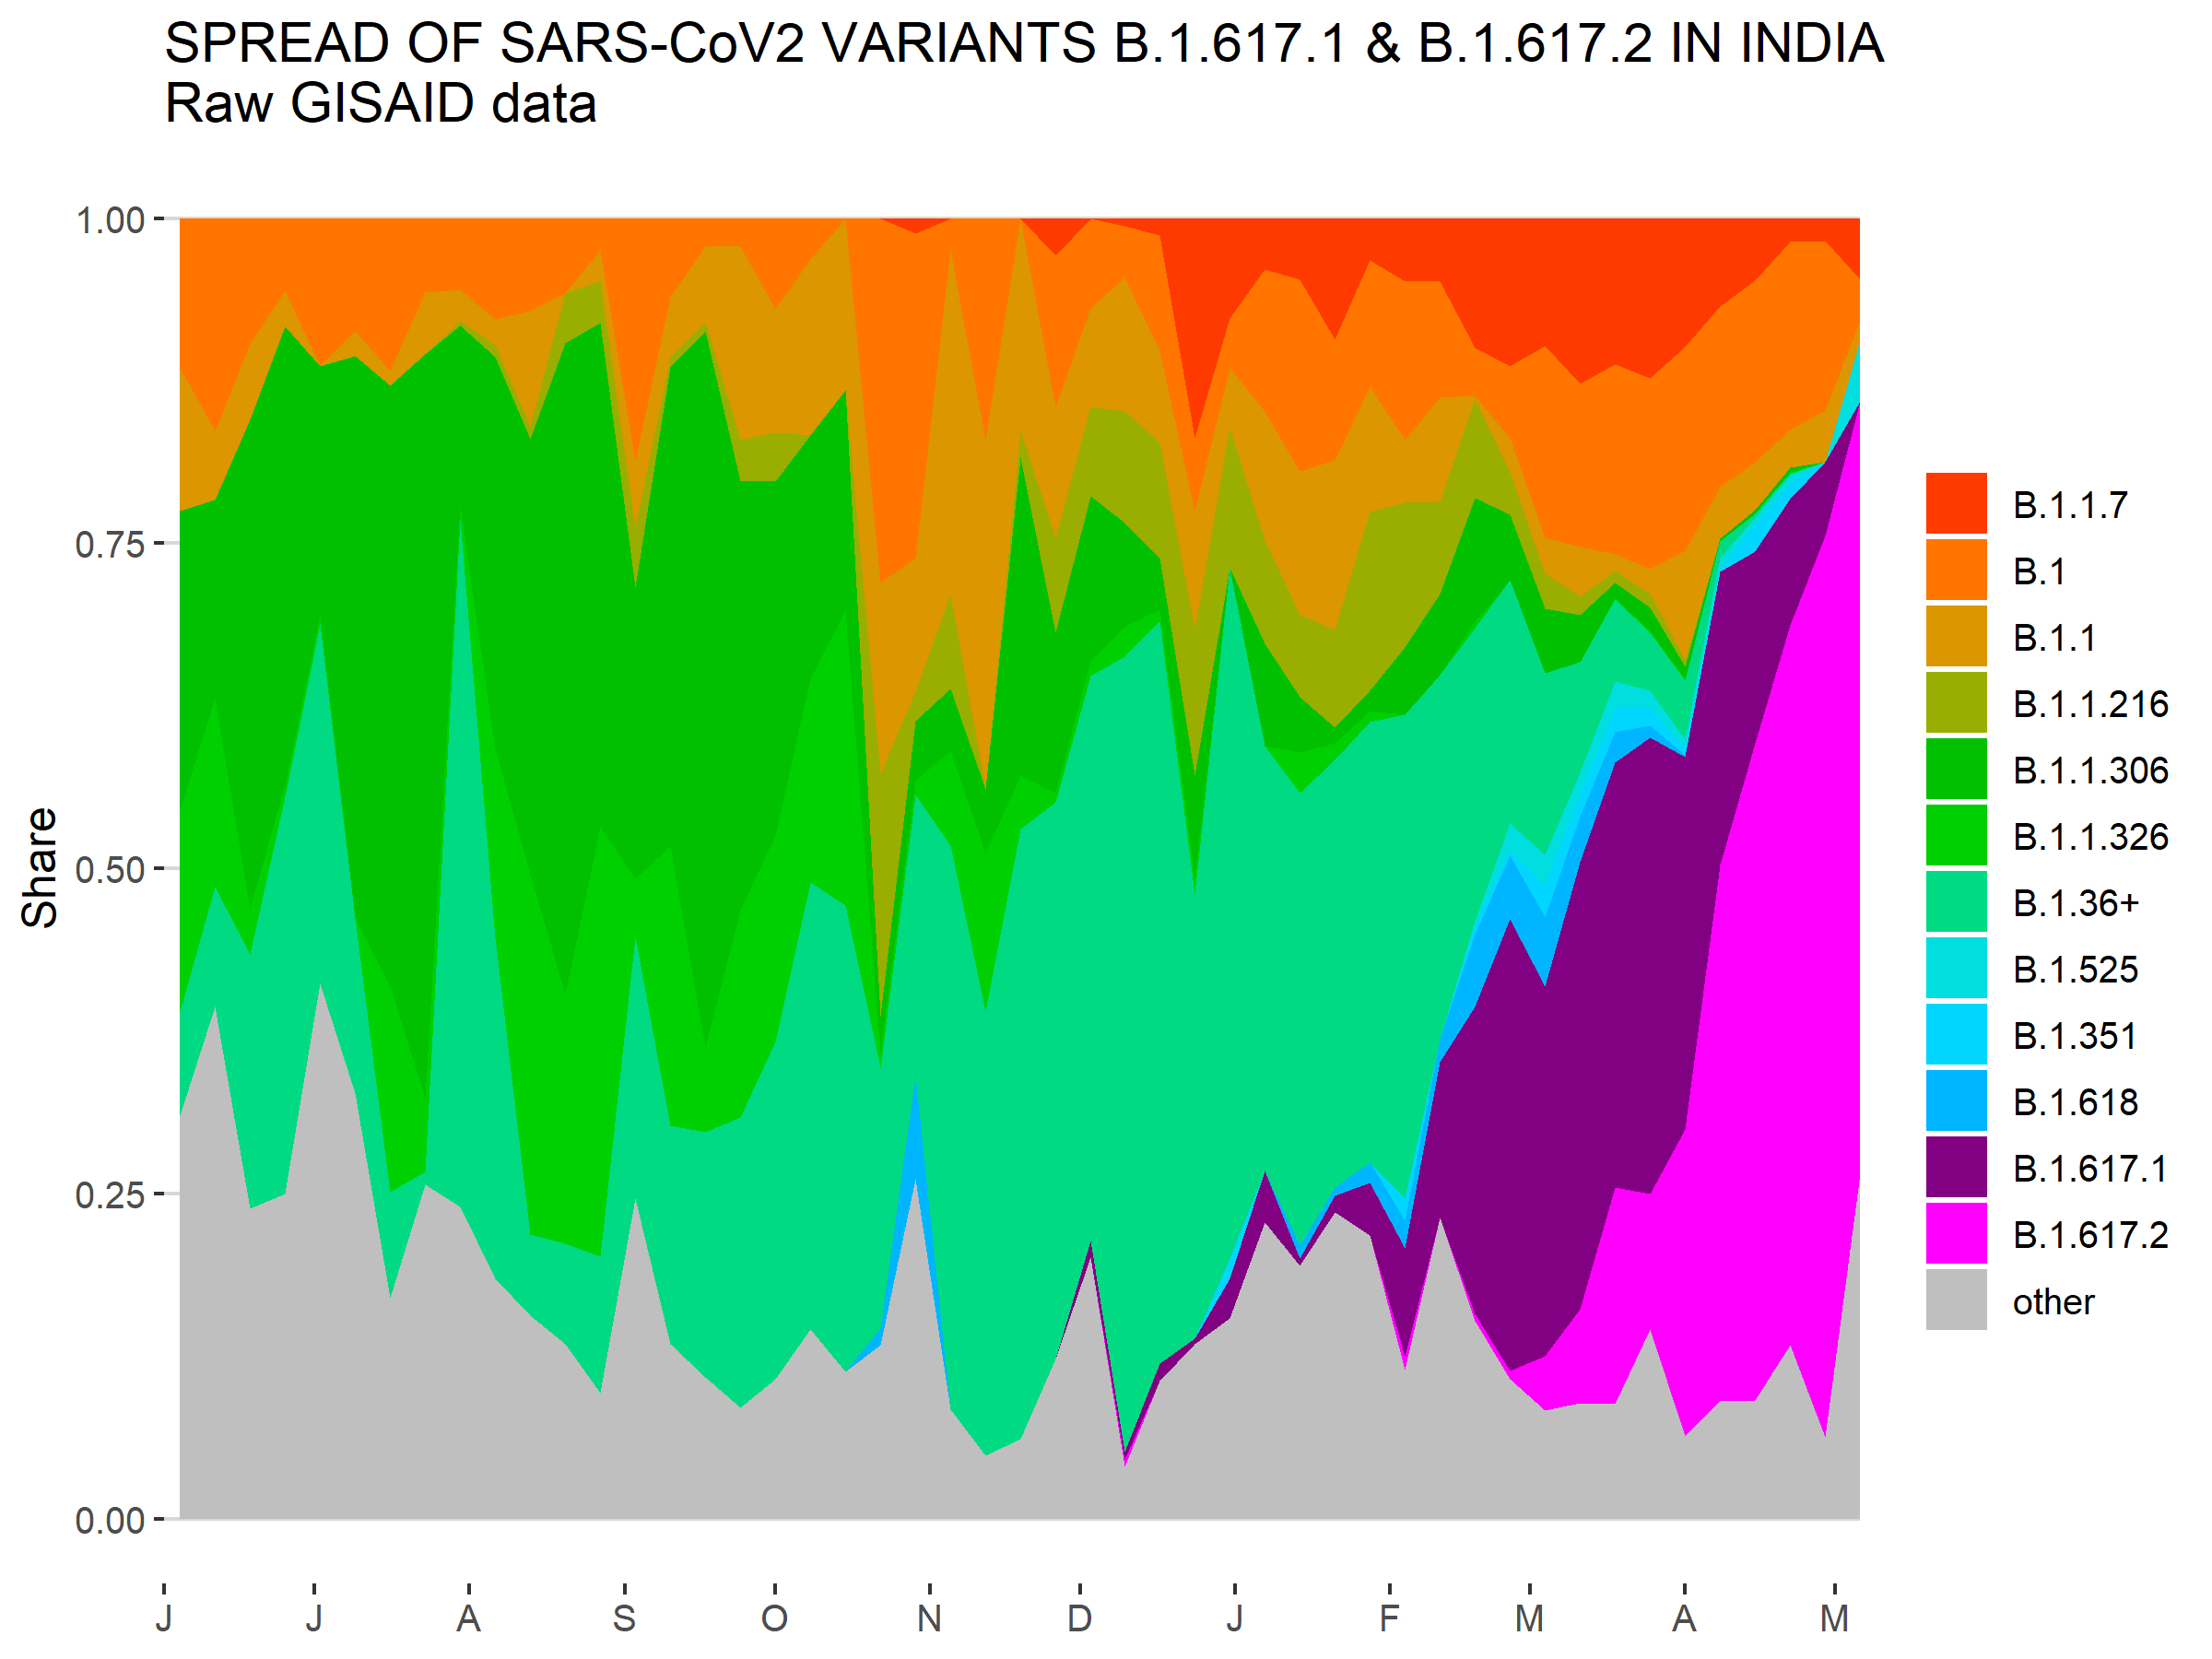 SPREAD OF SARS-CoV2 VARIANTS B.1.617.1 & B.1.617.2 IN INDIA
Raw GISAID data
Share
1.00
0.75
0.50
0.25
0.00
J J A S O N D J F M A M
B.1.1.7
B.1
B.1.1
B.1.1.216
B.1.1.306
B.1.1.326
B.1.36+
B.1.525
B.1.351
B.1.618
B.1.617.1
B.1.617.2
other